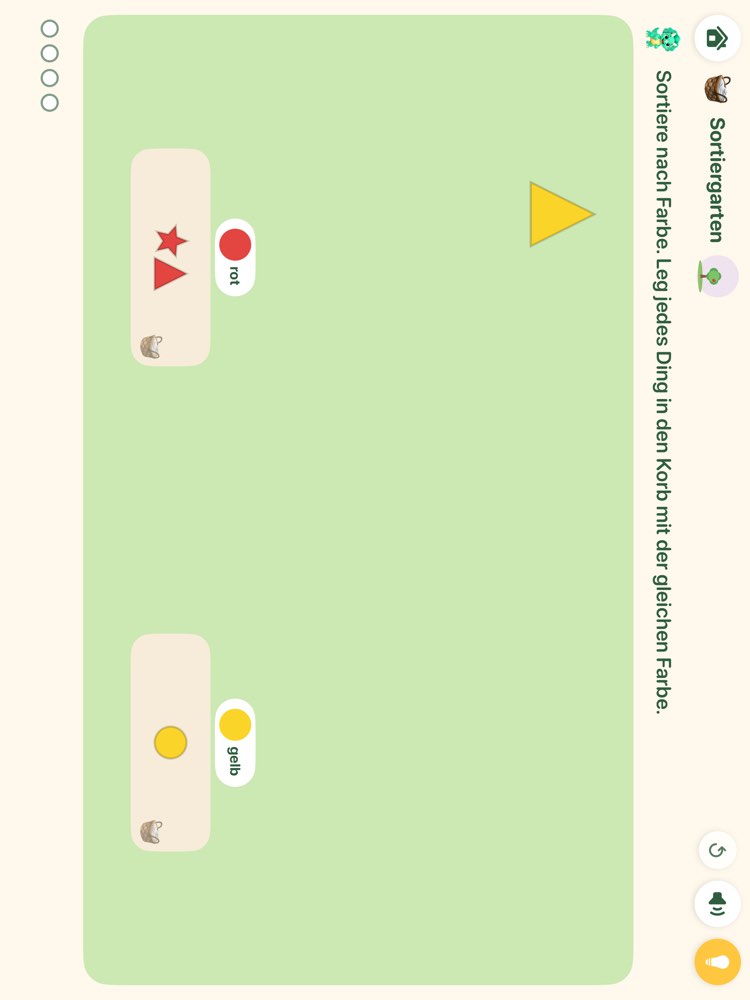 Sortiergarten
Sortiere nach Farbe. Leg jedes Ding in den Korb mit der gleichen Farbe.
rot
gelb